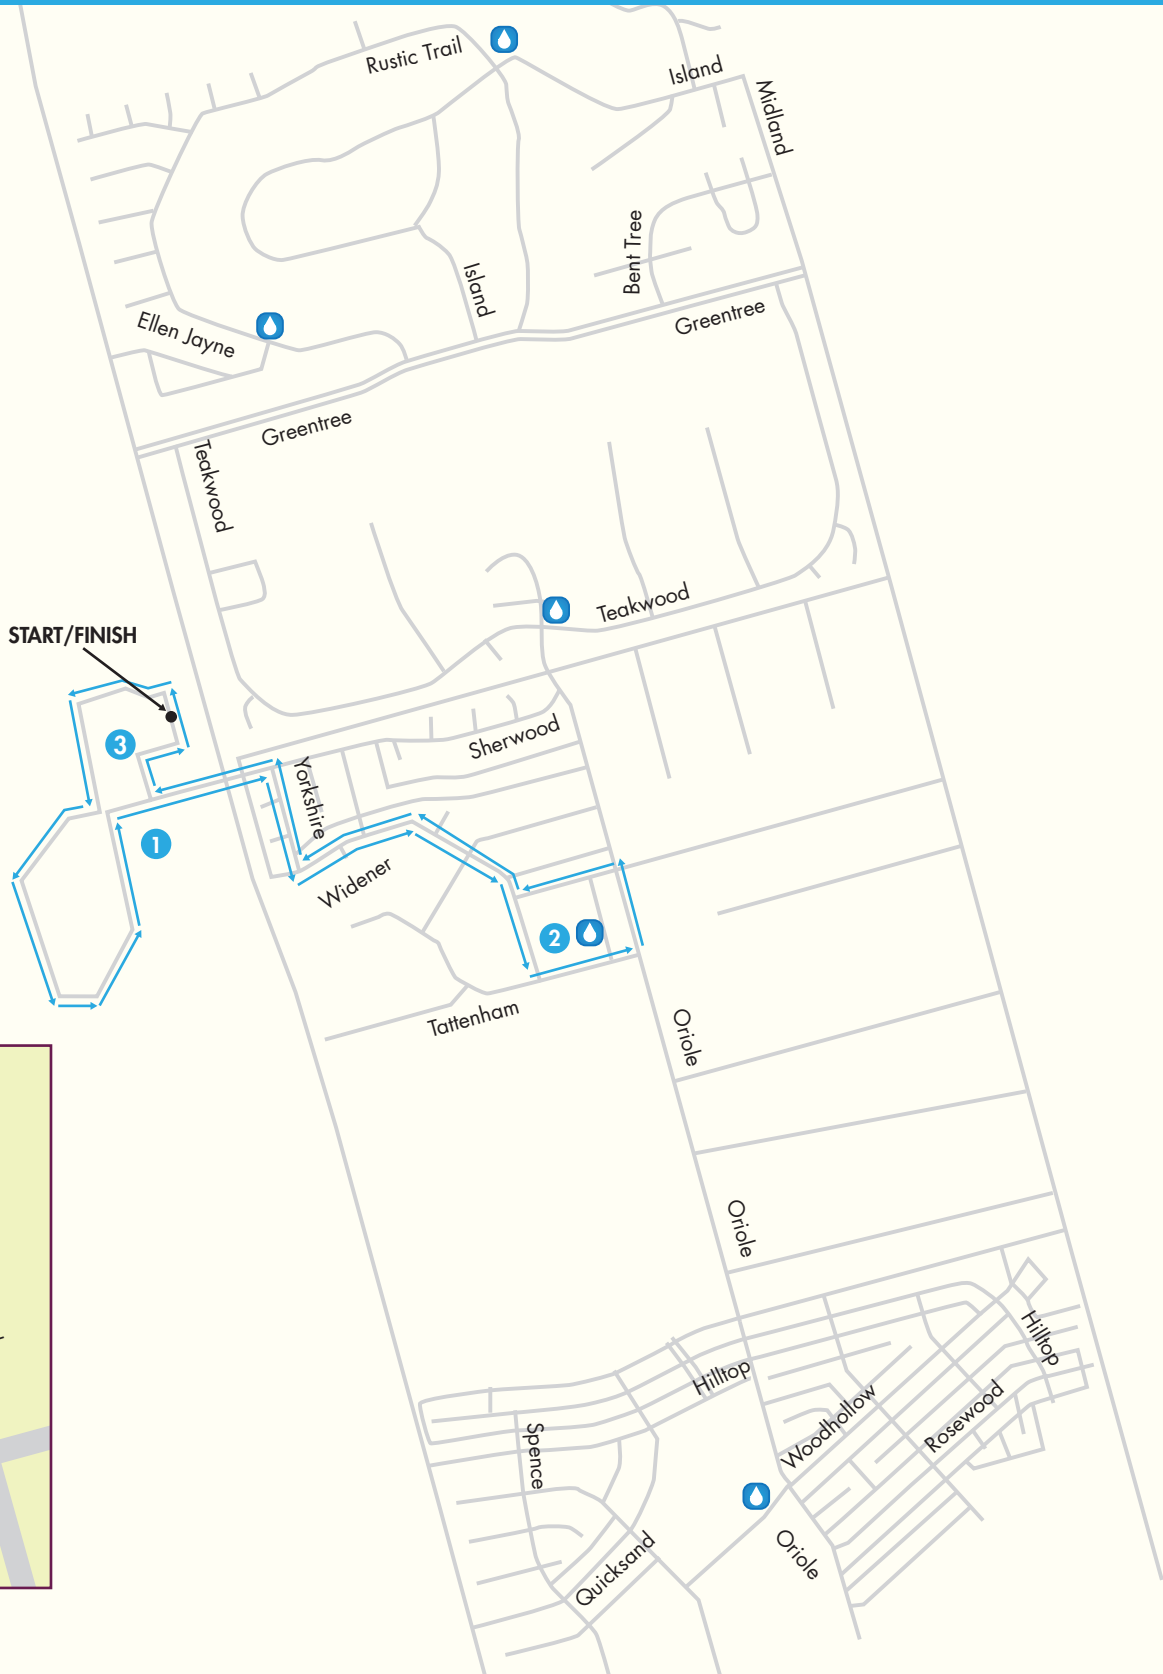 Rustic Trail
Island
Midland
Bent Tree
Island
Ellen Jayne
Greentree
Greentree
Teakwood
Teakwood
START/FINISH
3
Sherwood
Yorkshire
1
Widener
2
Tattenham
Oriole
Oriole
Hilltop
Hilltop
Woodhollow
Rosewood
Spence
Oriole
Quicksand